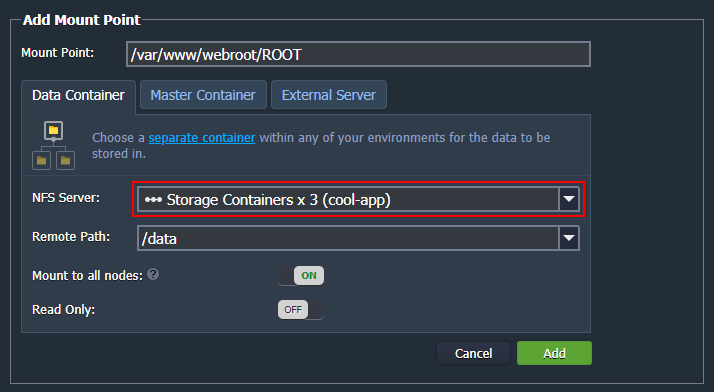 Add Mount Point
Mount Point: /var/www/webroot/ROOT
Data Container Master Container External Server
Choose a separate container within any of your environments for the data to be
stored in.
NFS Server: ••• Storage Containers x 3 (cool-app)
Remote Path: /data
Mount to all nodes: ? ON
Read Only: OFF
Cancel Add